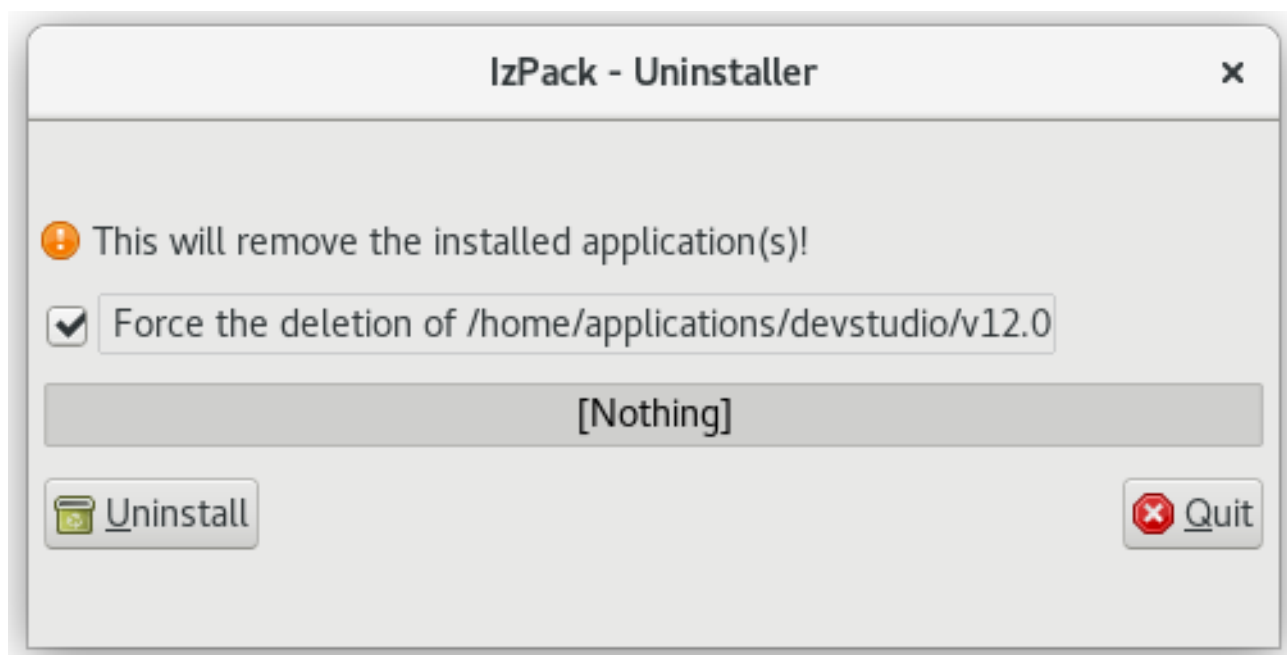 IzPack - Uninstaller
This will remove the installed application(s)!
Force the deletion of /home/applications/devstudio/v12.0
[Nothing]
Uninstall
Quit